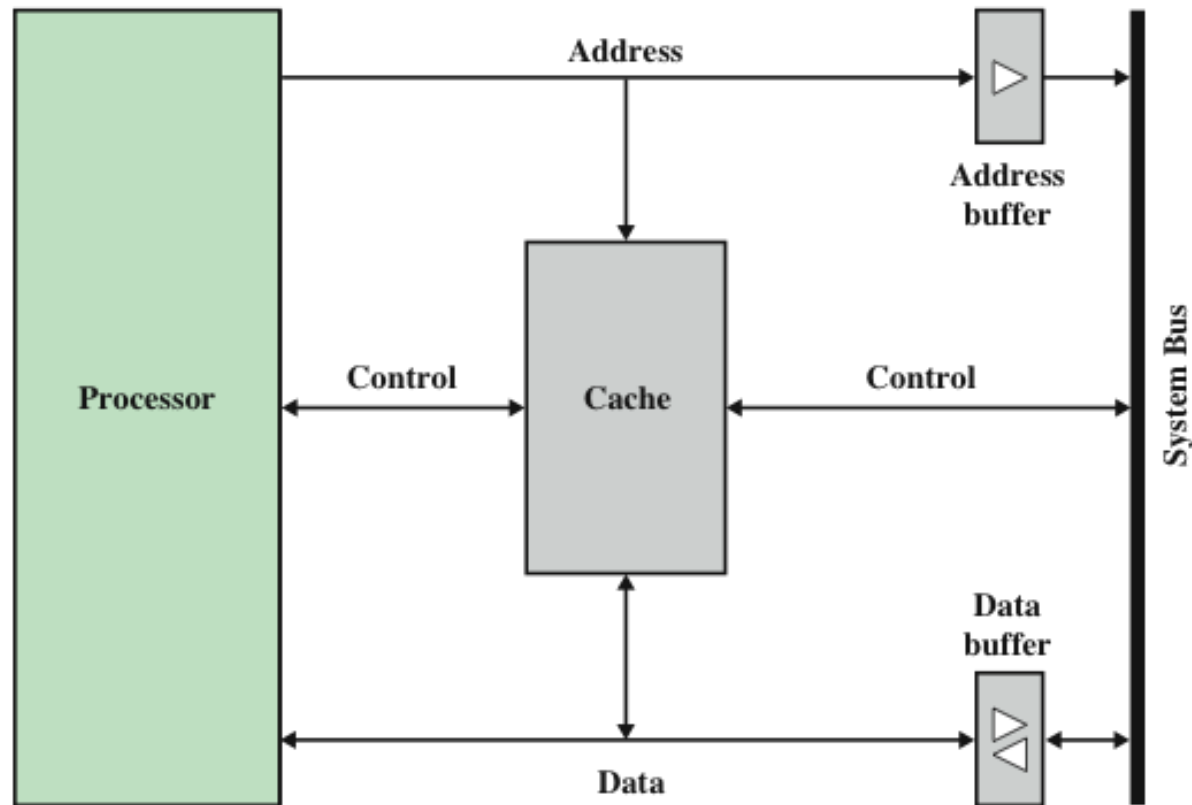 Address
Address
buffer
Processor
Control
Cache
Control
System Bus
Data
buffer
Data